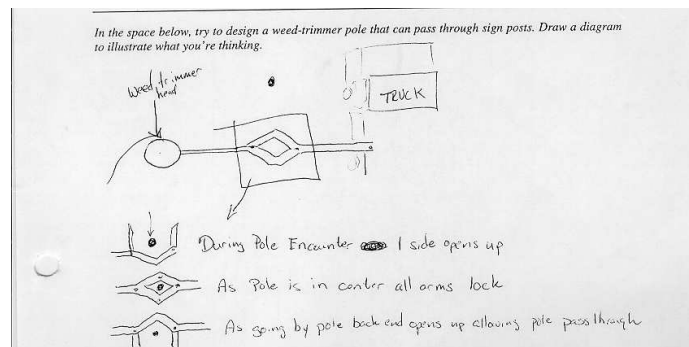 In the space below, try to design a weed-trimmer pole that can pass through sign posts. Draw a diagram
to illustrate what you're thinking.
Weed trimmer
head
TRUCK
During Pole Encounter 1 side opens up
As Pole is in center all arms lock
As going by pole back end opens up allowing pole pass through